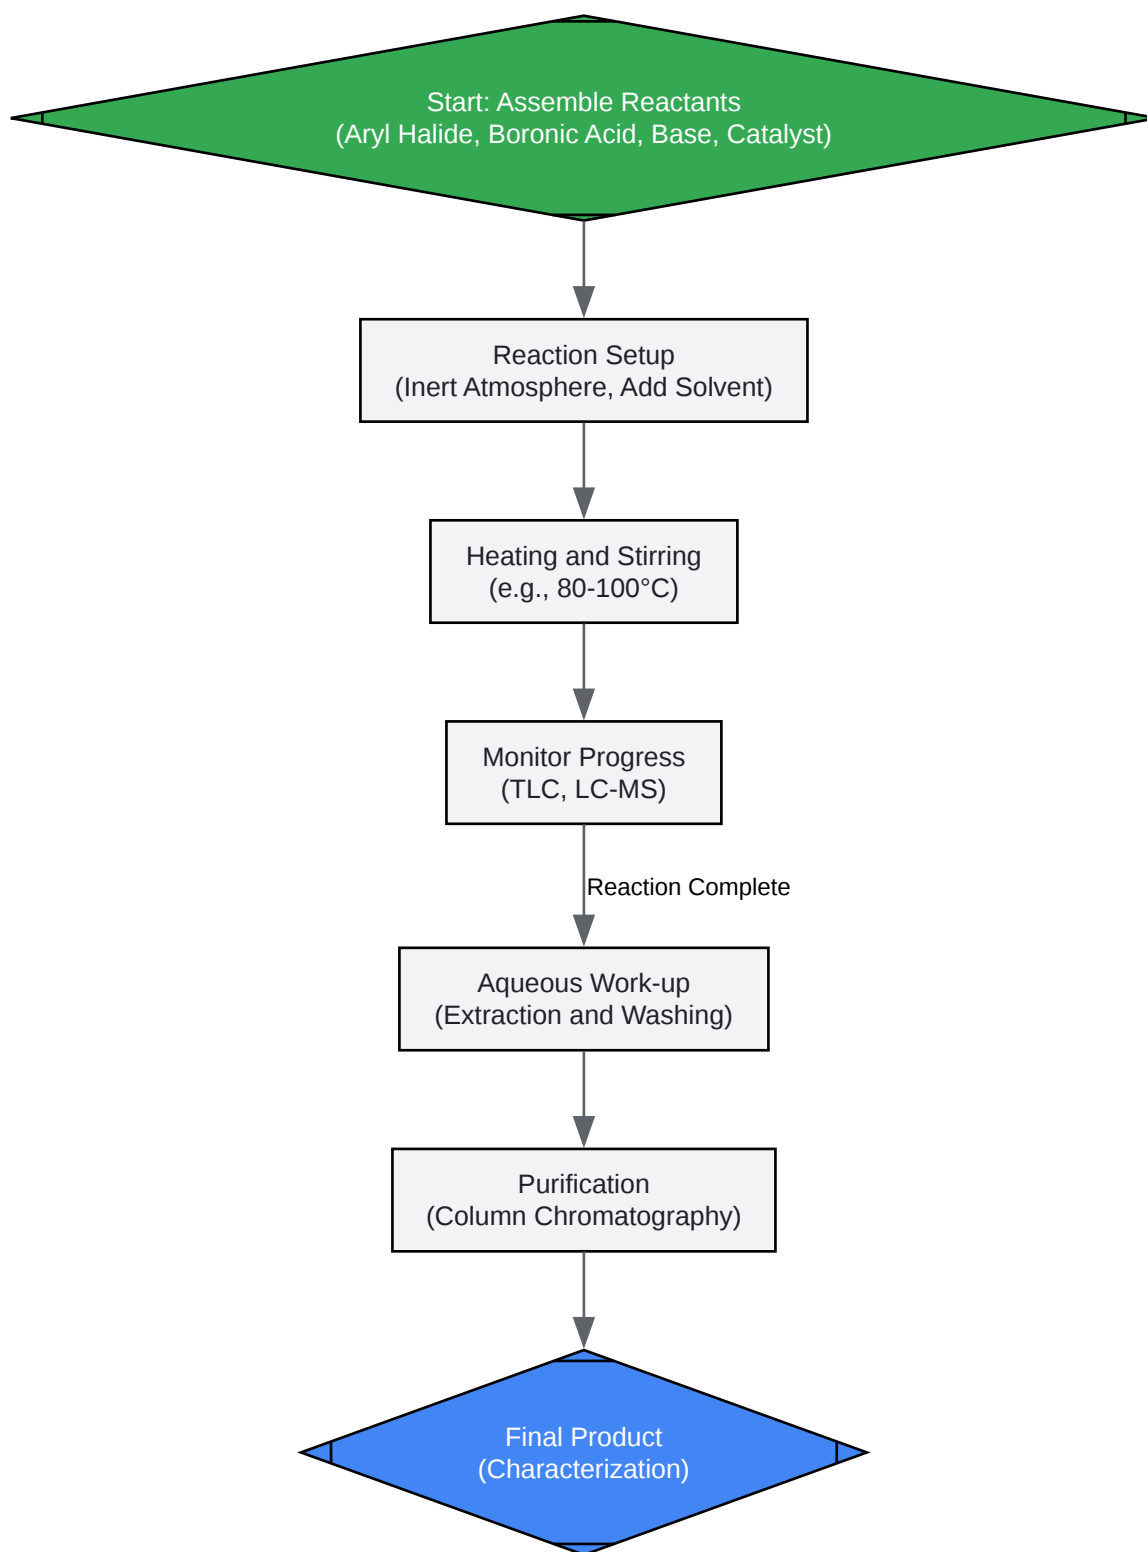 Start: Assemble Reactants
(Aryl Halide, Boronic Acid, Base, Catalyst)
Reaction Setup
(Inert Atmosphere, Add Solvent)
Heating and Stirring
(e.g., 80-100°C)
Monitor Progress
(TLC, LC-MS)
Reaction Complete
Aqueous Work-up
(Extraction and Washing)
Purification
(Column Chromatography)
Final Product
(Characterization)